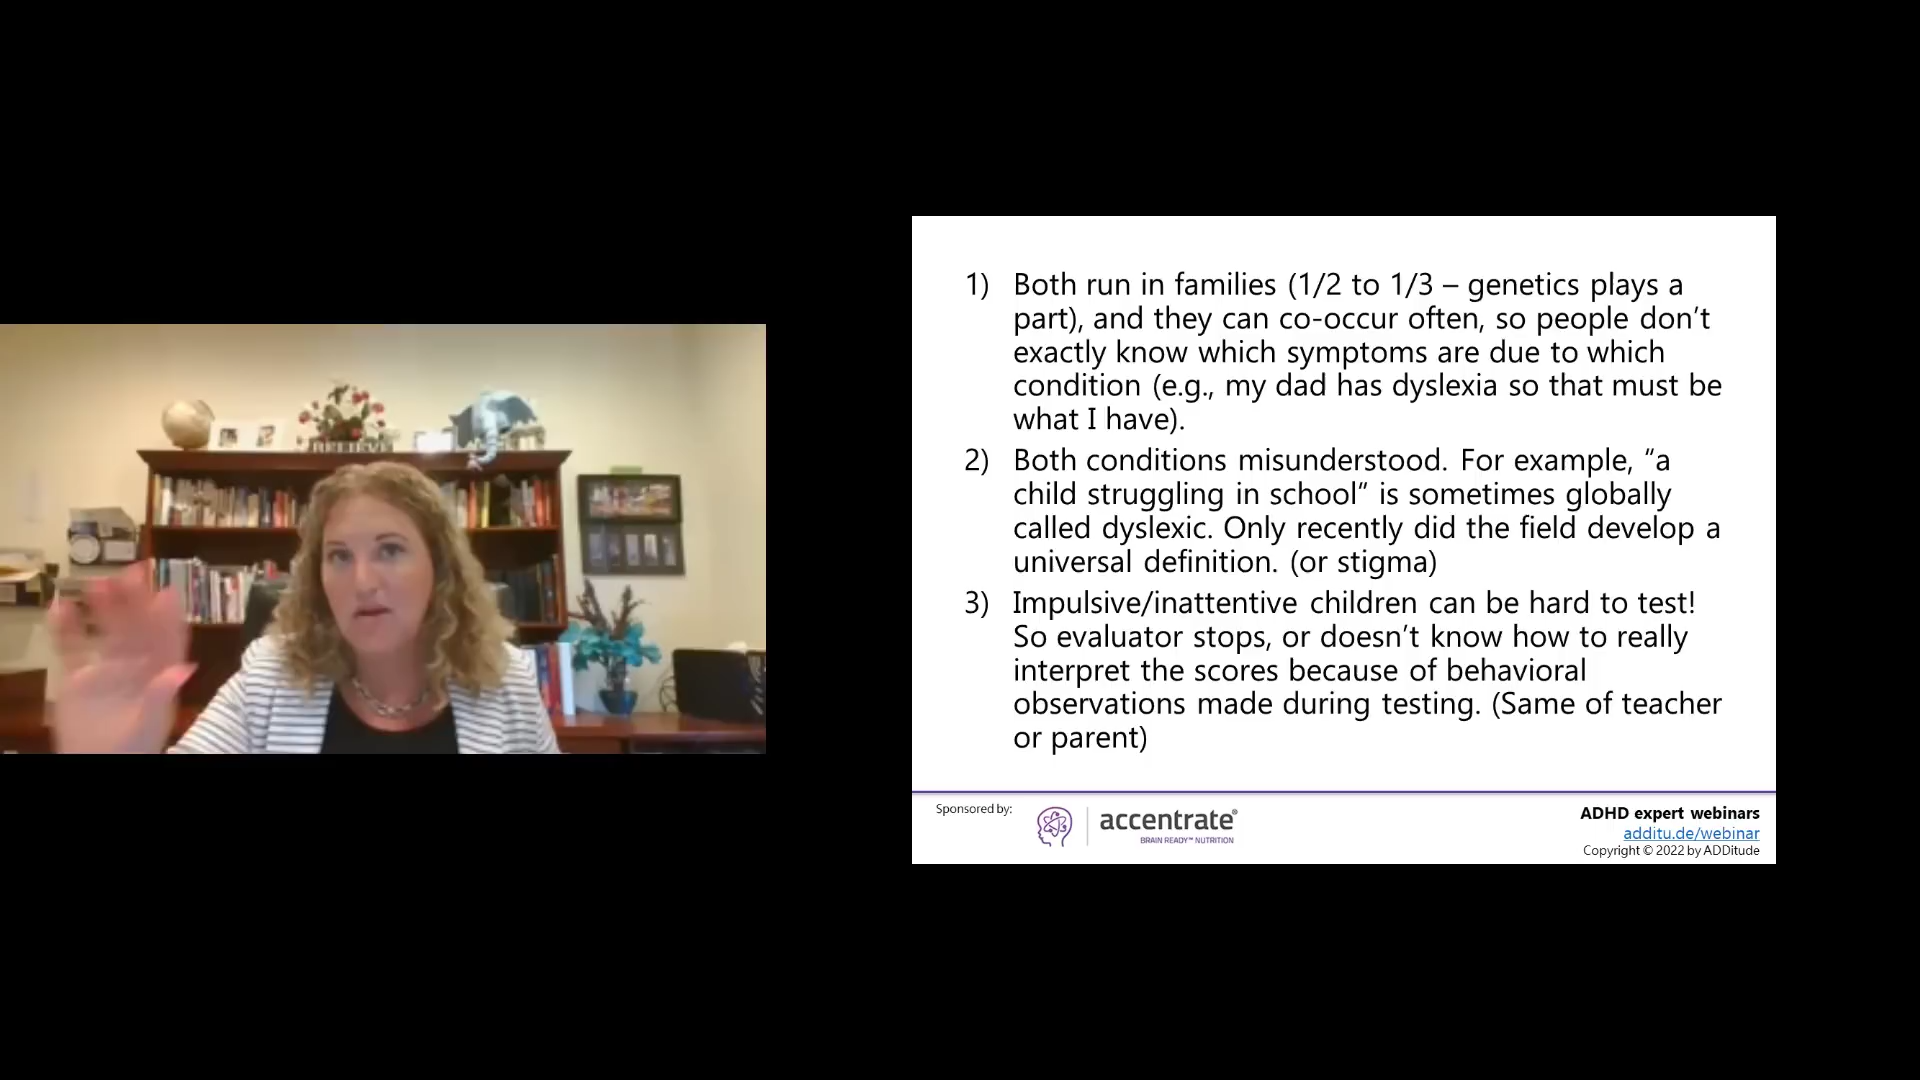 1) Both run in families (1/2 to 1/3 – genetics plays a
part), and they can co-occur often, so people don’t
exactly know which symptoms are due to which
condition (e.g., my dad has dyslexia so that must be
what I have).
2) Both conditions misunderstood. For example, “a
child struggling in school” is sometimes globally
called dyslexic. Only recently did the field develop a
universal definition. (or stigma)
3) Impulsive/inattentive children can be hard to test!
So evaluator stops, or doesn’t know how to really
interpret the scores because of behavioral
observations made during testing. (Same of teacher
or parent)
Sponsored by:
accentrate®
BRAIN READY™ NUTRITION
ADHD expert webinars
additu.de/webinar
Copyright © 2022 by ADDitude